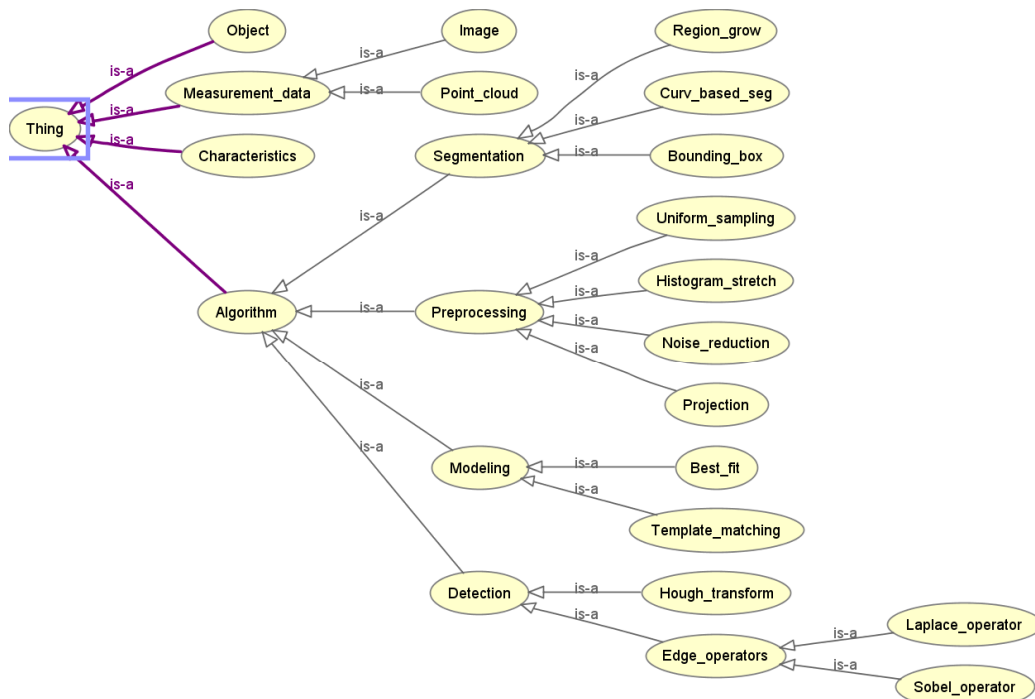 Object
Image
Region_grow
is-a
is-a
is-a
Measurement_data
is-a
Point_cloud
Curv_based_seg
is-a
is-a
Thing
is-a
Characteristics
Segmentation
is-a
Bounding_box
is-a
is-a
Uniform_sampling
is-a
Algorithm
is-a
Preprocessing
is-a
Histogram_stretch
is-a
Noise_reduction
is-a
Projection
is-a
is-a
Modeling
is-a
Best_fit
is-a
Template_matching
Detection
is-a
Hough_transform
is-a
Edge_operators
is-a
Laplace_operator
is-a
Sobel_operator